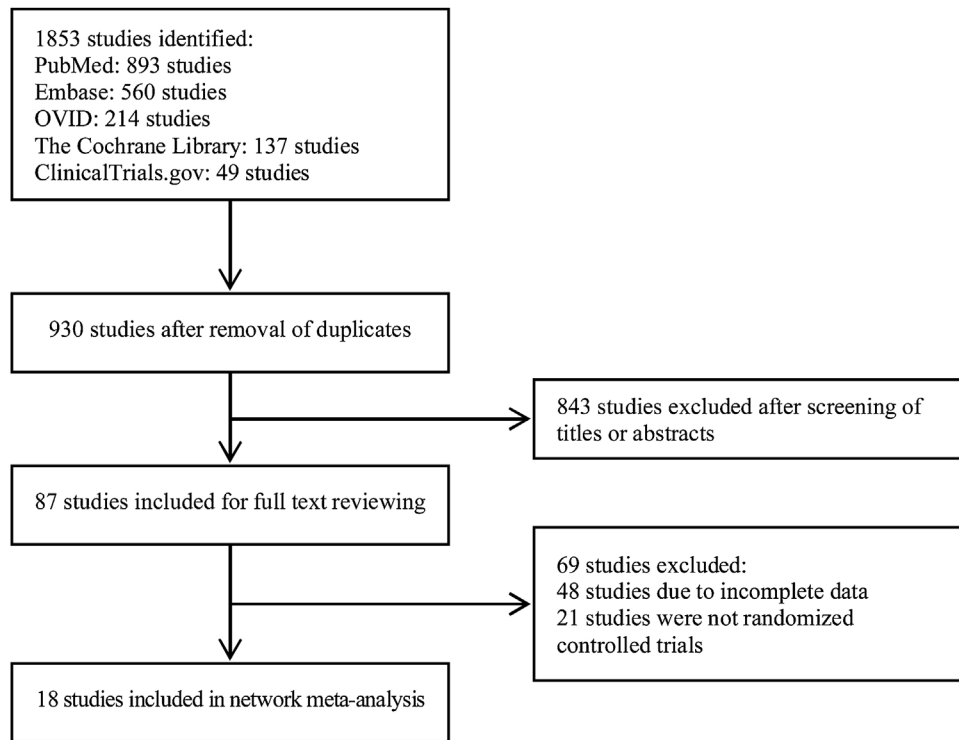 1853 studies identified:
PubMed: 893 studies
Embase: 560 studies
OVID: 214 studies
The Cochrane Library: 137 studies
ClinicalTrials.gov: 49 studies
930 studies after removal of duplicates
843 studies excluded after screening of
titles or abstracts
87 studies included for full text reviewing
69 studies excluded:
48 studies due to incomplete data
21 studies were not randomized
controlled trials
18 studies included in network meta-analysis